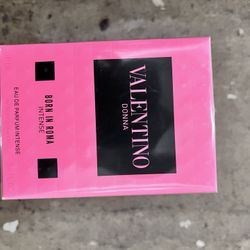 VALENTINO
DONNA
BORN IN ROMA
INTENSE
EAU DE PARFUM INTENSE